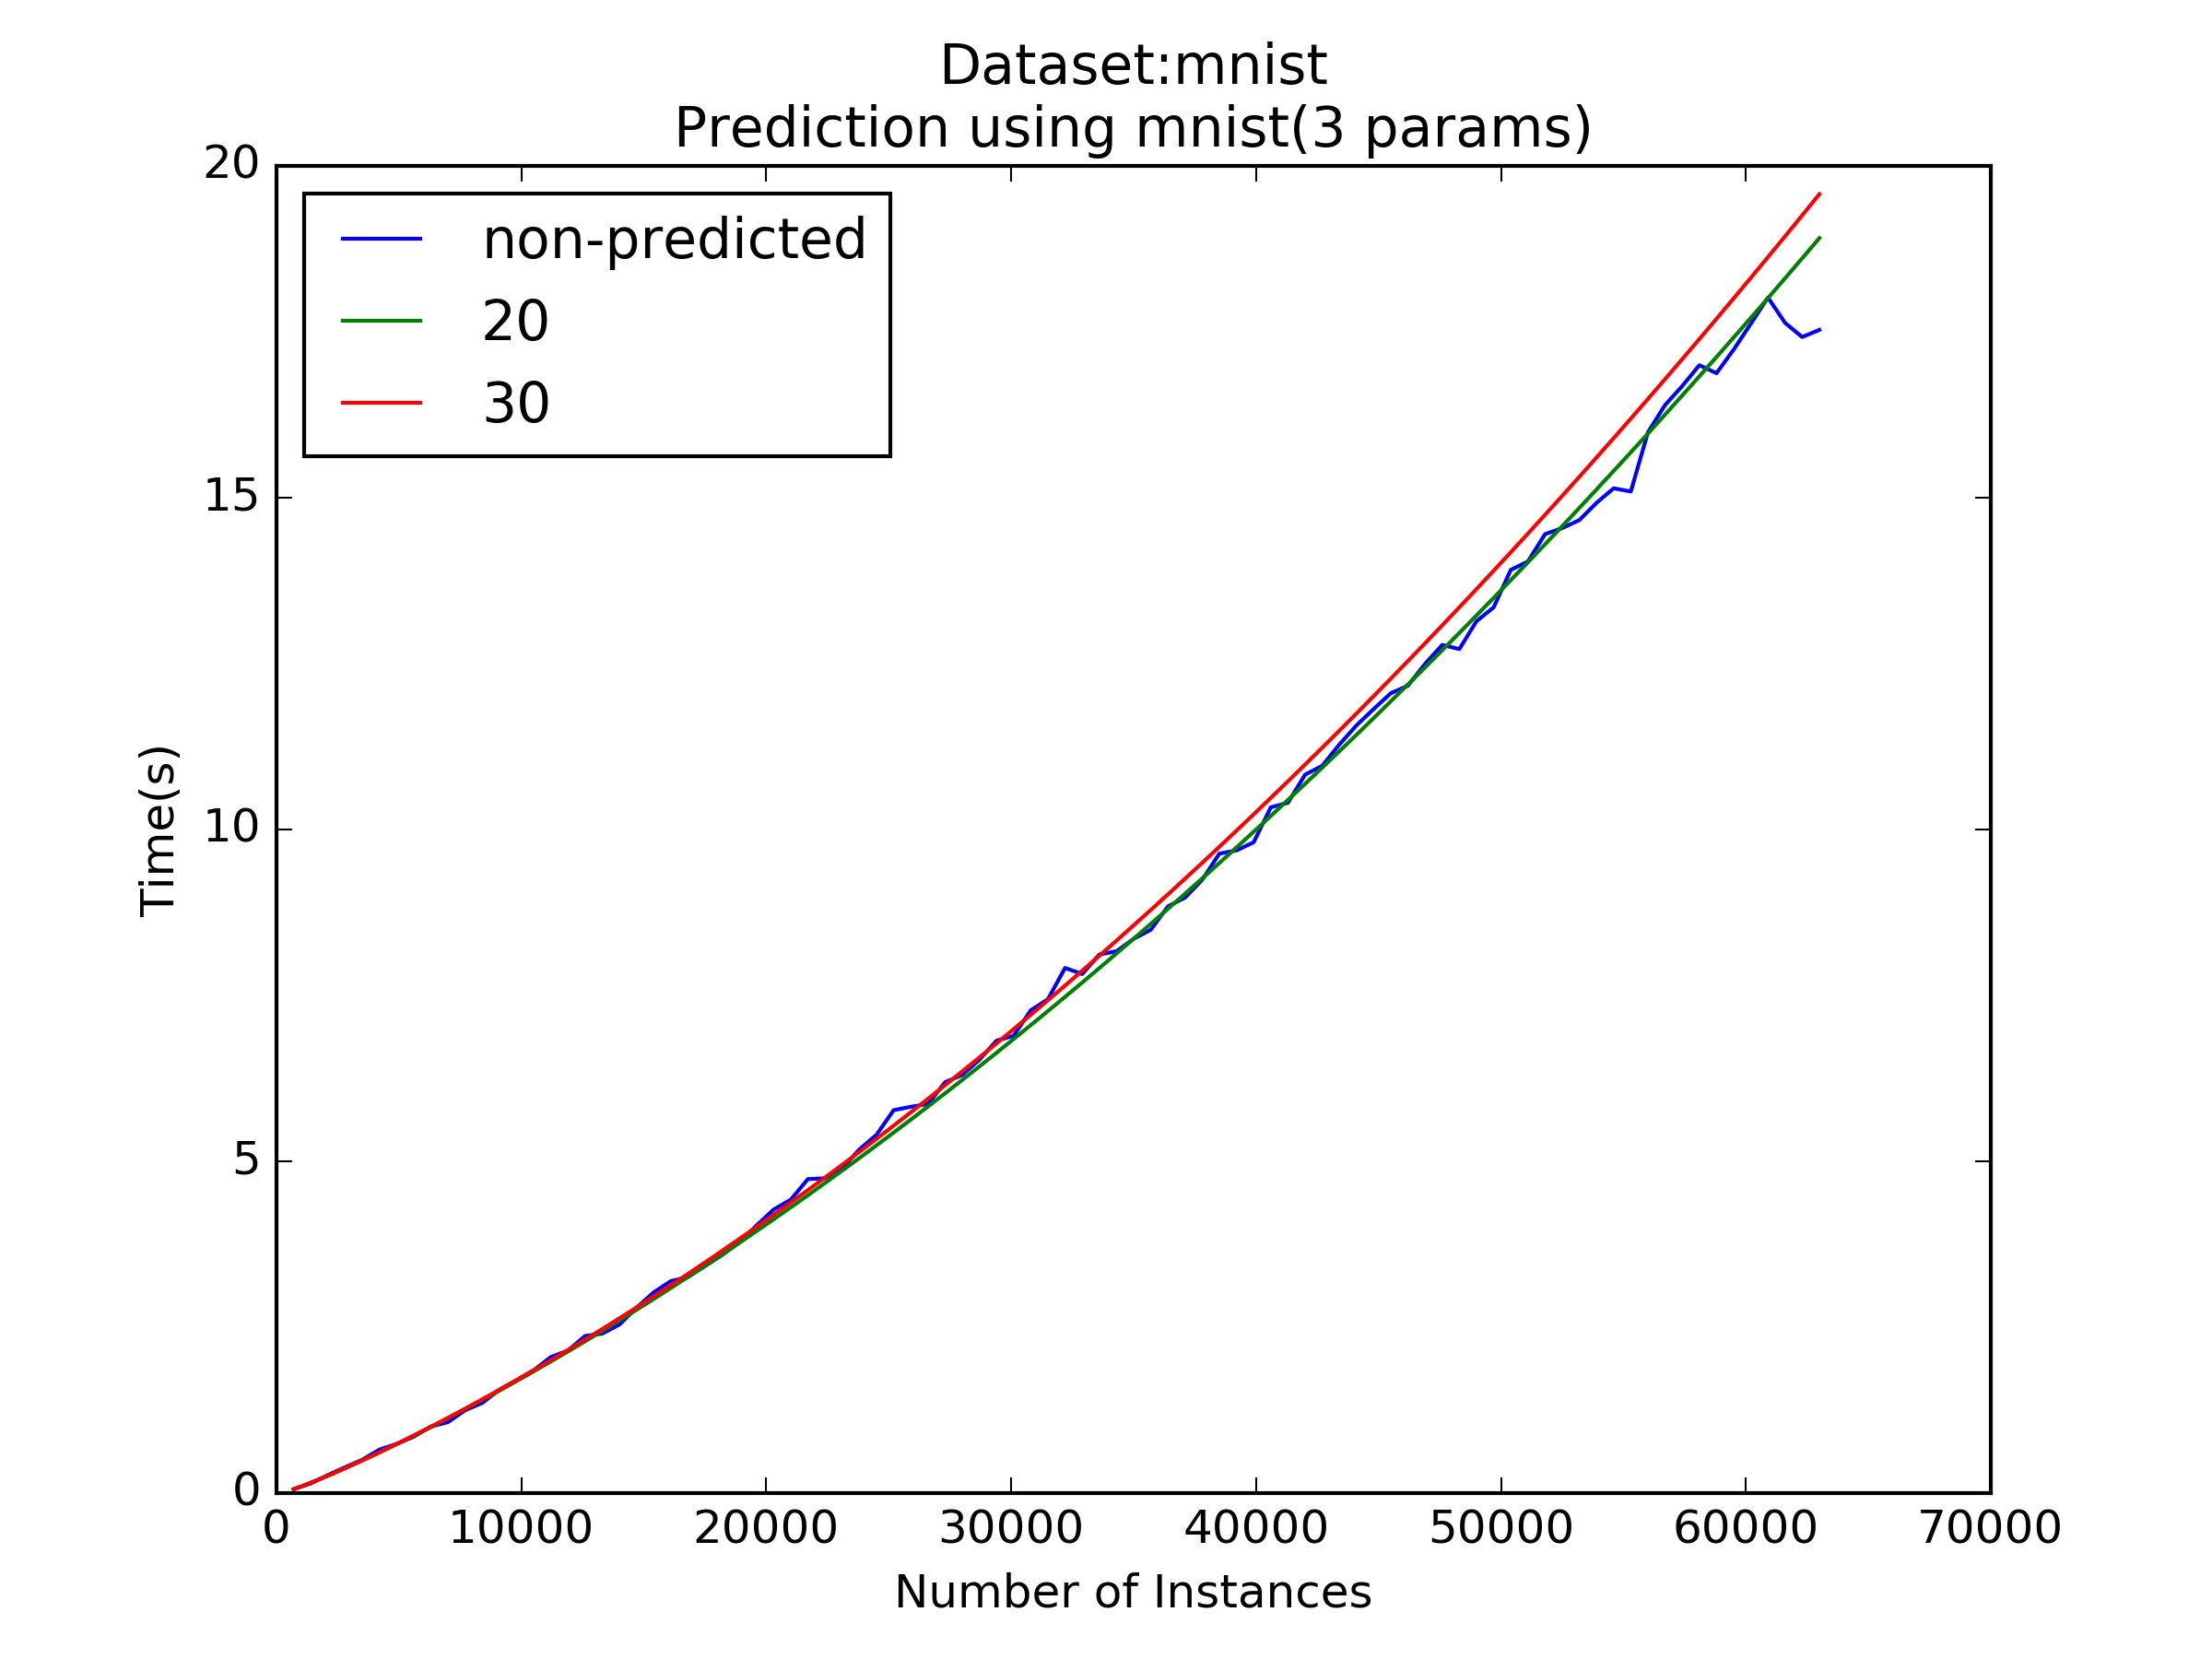 Dataset:mnist
Prediction using mnist(3 params)
non-predicted
20
30
20
15
10
5
0
Time(s)
0 10000 20000 30000 40000 50000 60000 70000
Number of Instances